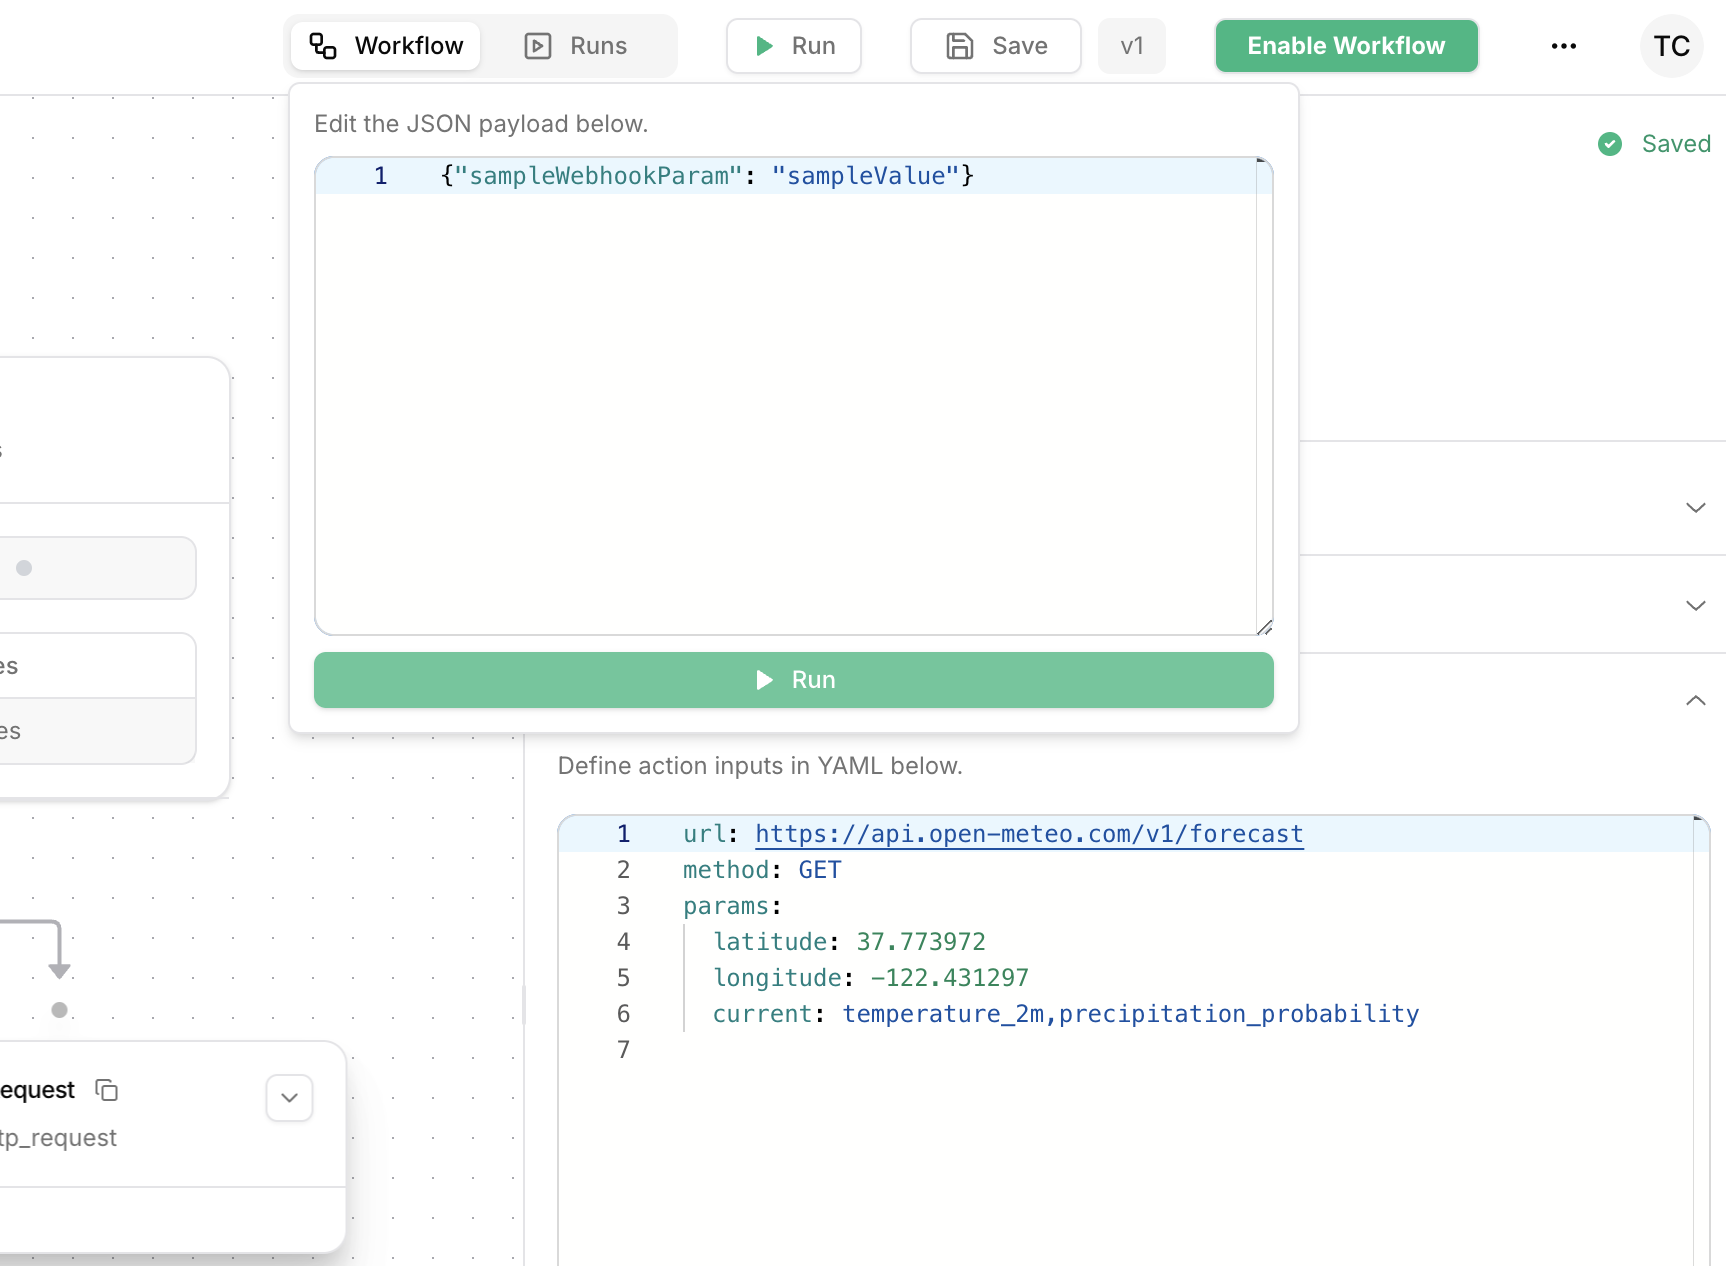 Workflow
Runs
Run
Save
v1
Enable Workflow
TC
Edit the JSON payload below.
Saved
1 {"sampleWebhookParam": "sampleValue"}
s
es
es
Run
Define action inputs in YAML below.
1 url: https://api.open-meteo.com/v1/forecast
2 method: GET
3 params:
4 latitude: 37.773972
5 longitude: -122.431297
6 current: temperature_2m,precipitation_probability
7
equest
tp_request